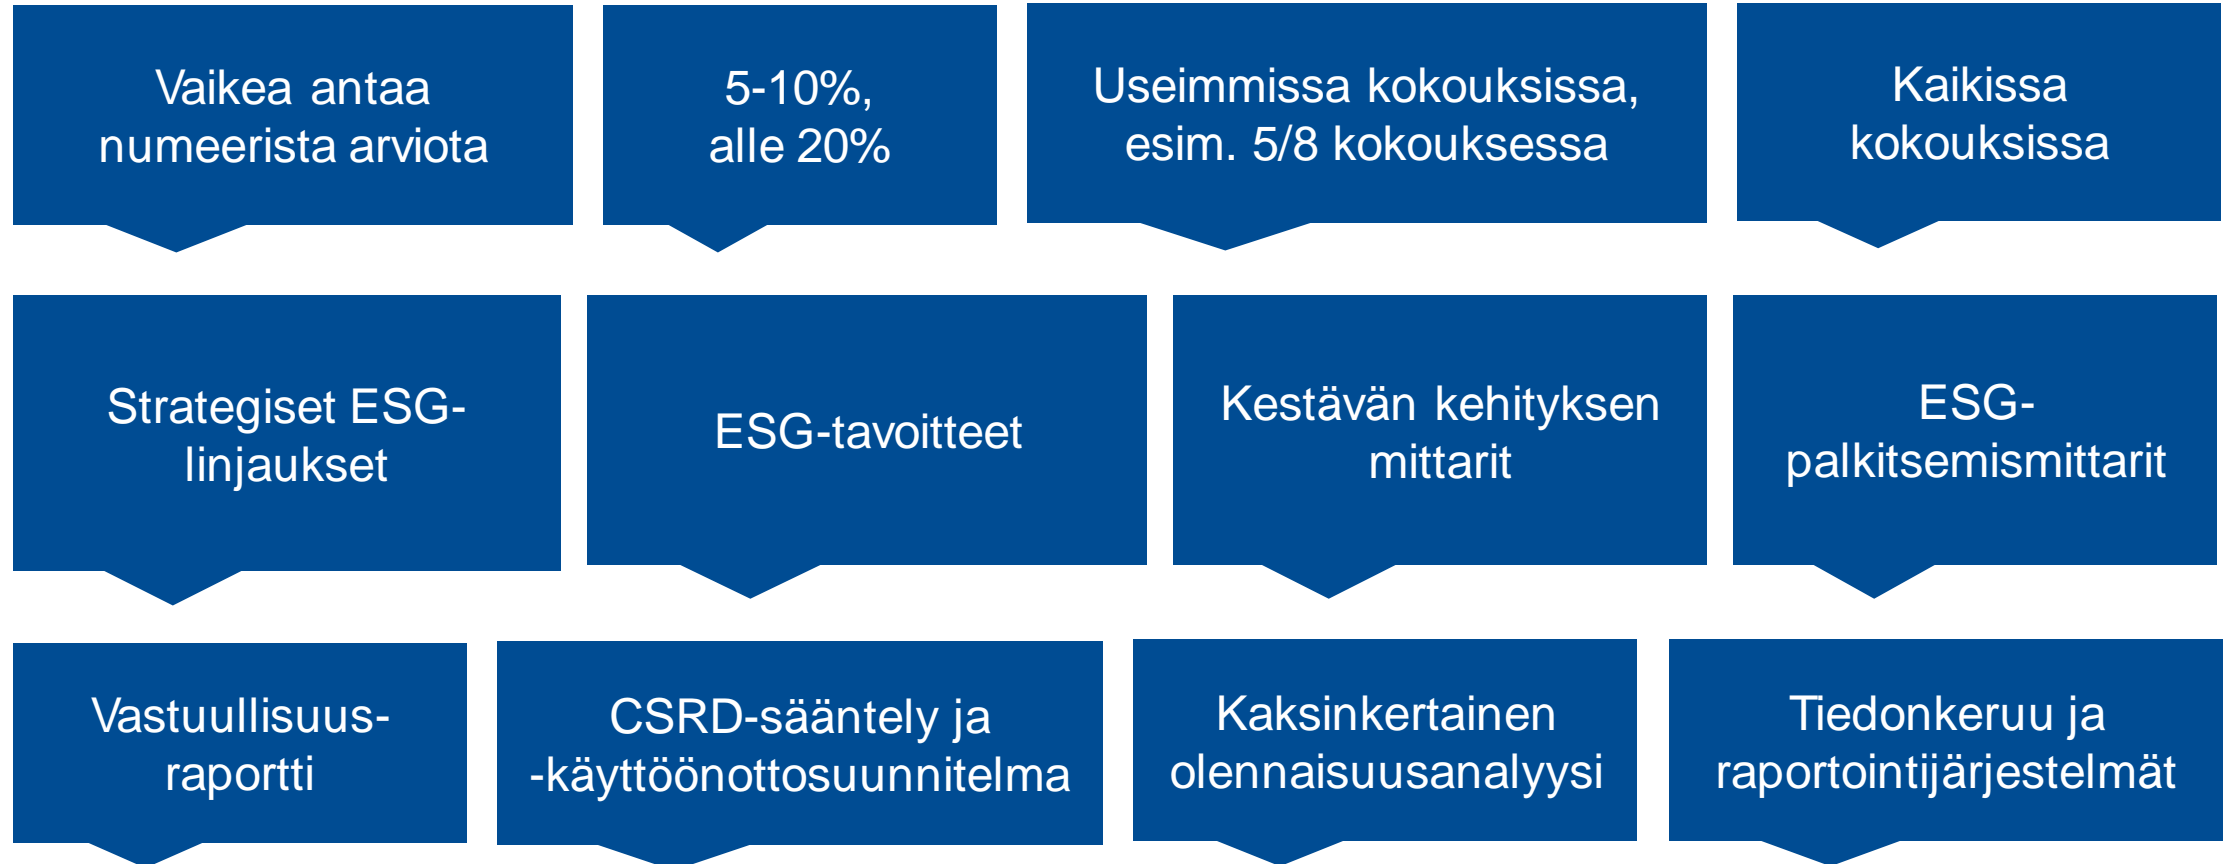 Vaikea antaa
numeerista arviota
5-10%,
alle 20%
Useimmissa kokouksissa,
esim. 5/8 kokouksessa
Kaikissa
kokouksissa
Strategiset ESG-
linjaukset
ESG-tavoitteet
Kestävän kehityksen
mittarit
ESG-
palkitsemismittarit
Vastuullisuus-
raportti
CSRD-sääntely ja
-käyttöönottosuunnitelma
Kaksinkertainen
olennaisuusanalyysi
Tiedonkeruu ja
raportointijärjestelmät